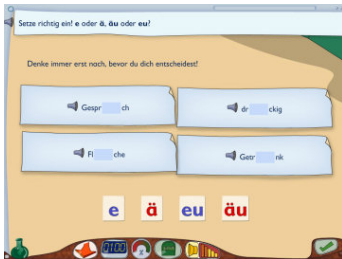 Setze richtig ein! e oder ä, äu oder eu?
Denke immer erst nach, bevor du dich entscheidest!
Gespr ch
dr ckig
Fl che
Getr nk
e ä eu äu